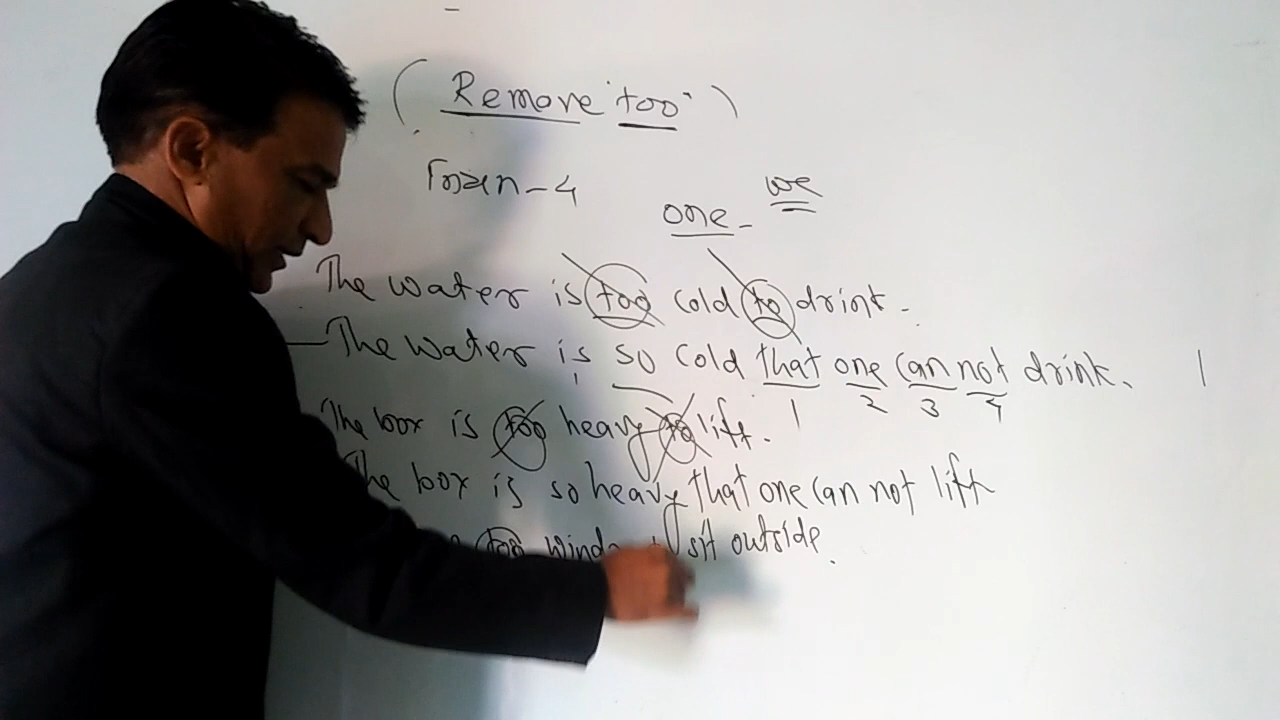 ( Remove "too" )
one - we
The water is too cold to drink.
The water is so cold that one can not drink.
1 2 3 4
The box is too heavy to lift.
The box is so heavy that one can not lift
too windy sit outside.